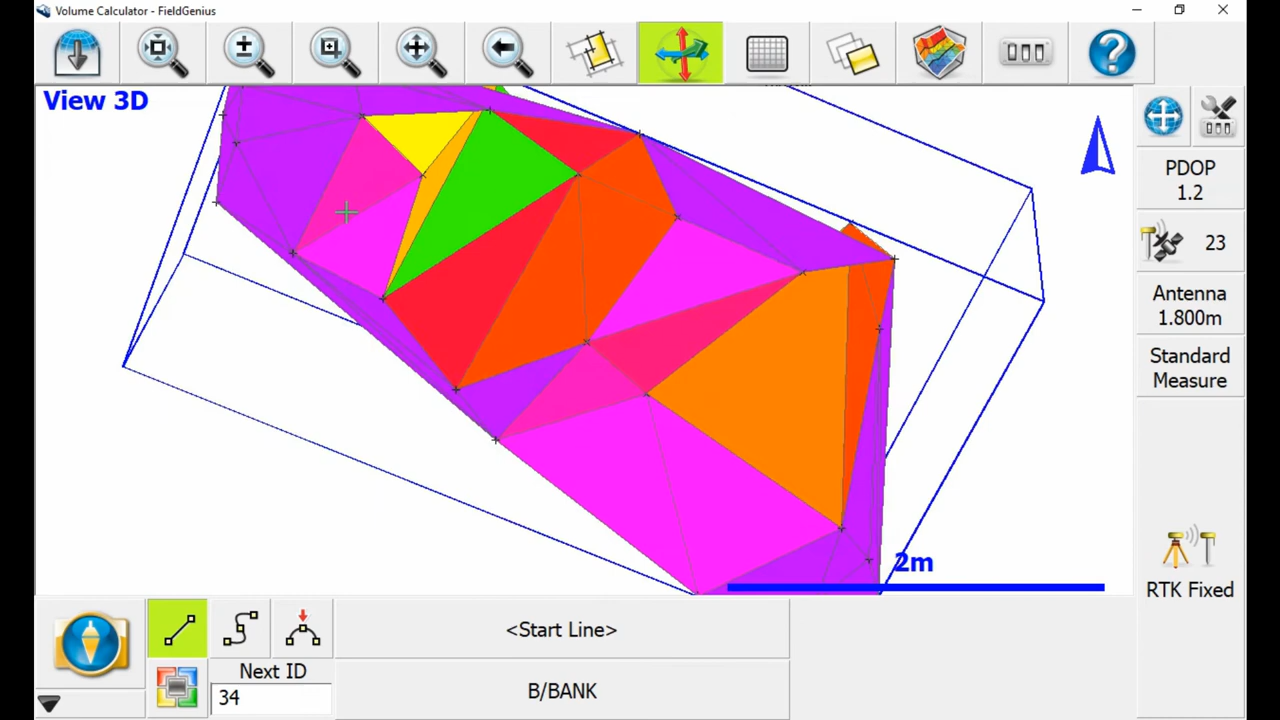 Volume Calculator - FieldGenius
View 3D
PDOP
1.2
23
Antenna
1.800m
Standard
Measure
2m
RTK Fixed
<Start Line>
Next ID
34
B/BANK